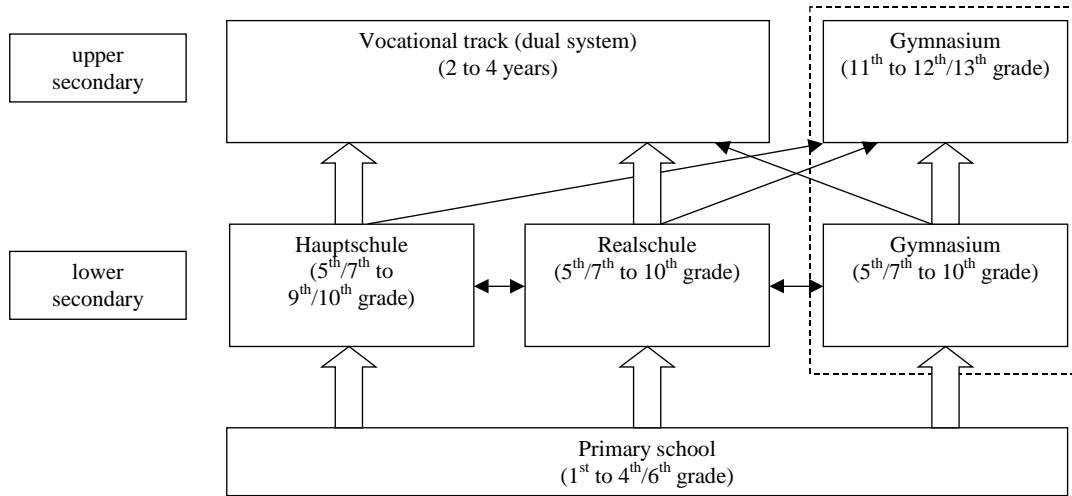 upper
secondary
Vocational track (dual system)
(2 to 4 years)
Gymnasium
(11th to 12th/13th grade)
lower
secondary
Hauptschule
(5th/7th to
9th/10th grade)
Realschule
(5th/7th to 10th grade)
Gymnasium
(5th/7th to 10th grade)
Primary school
(1st to 4th/6th grade)